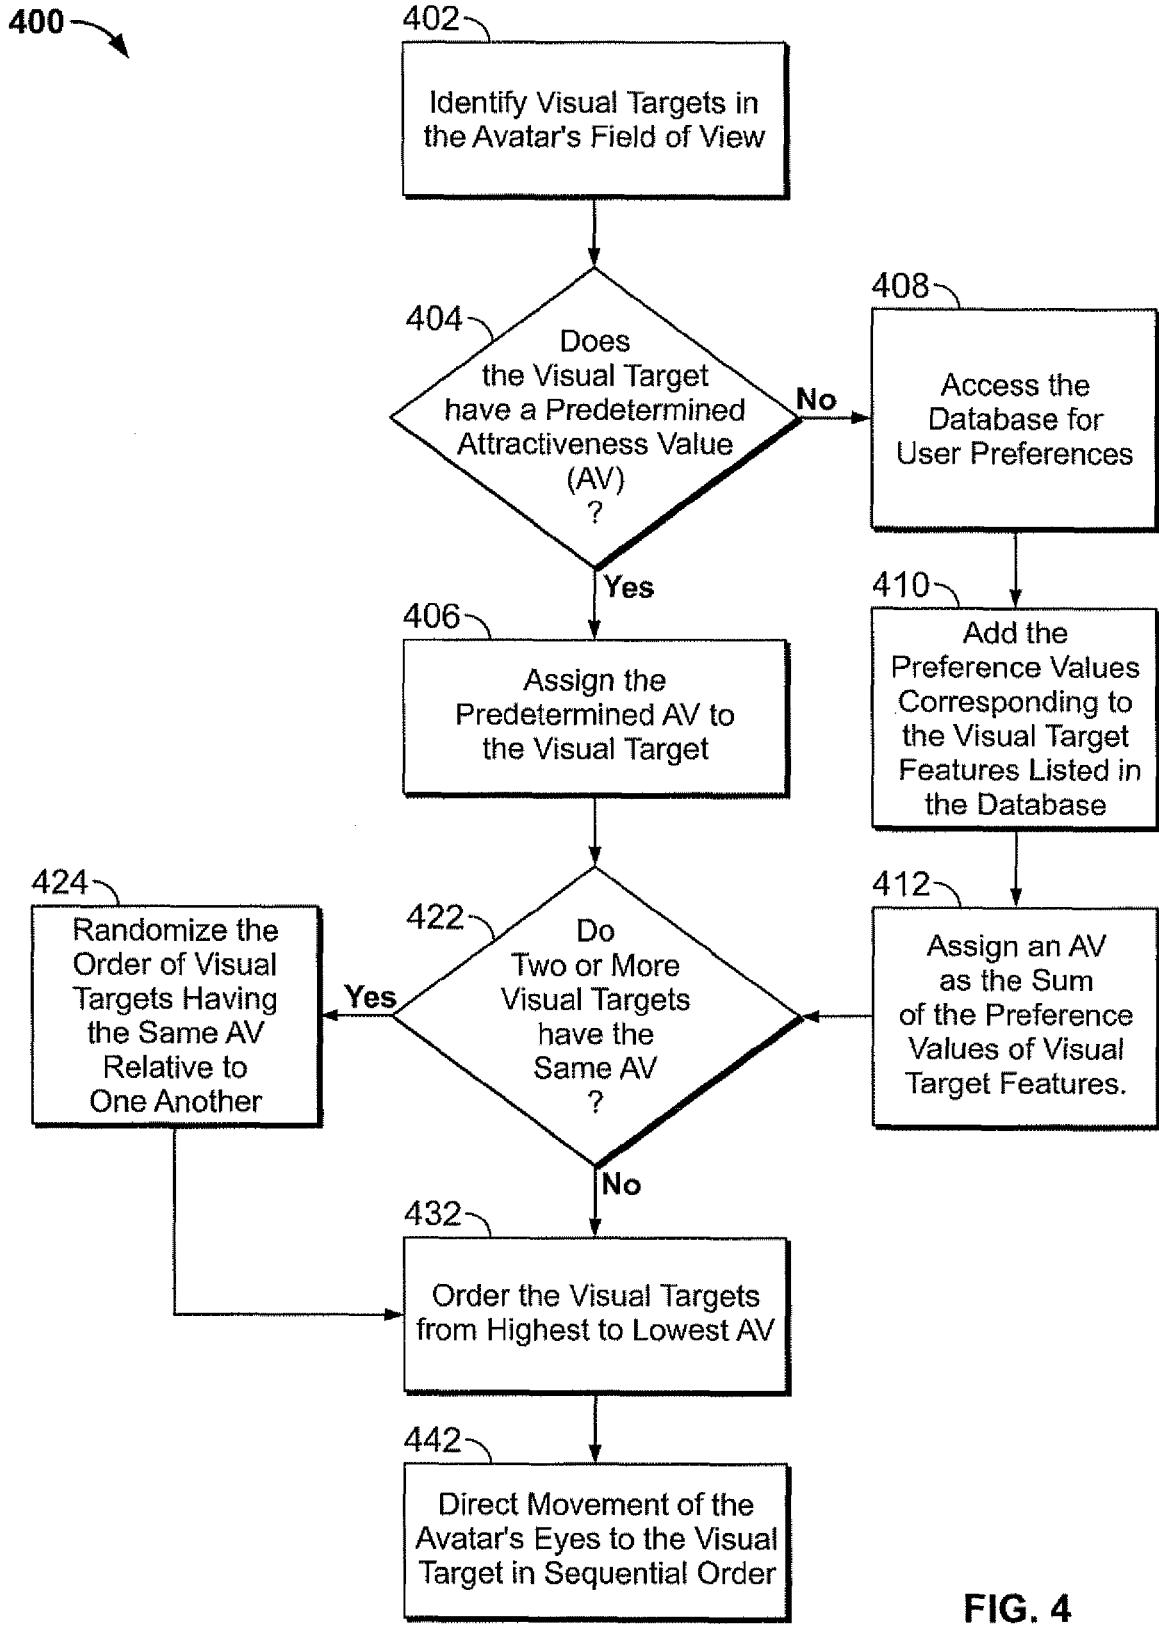 400
402
Identify Visual Targets in
the Avatar's Field of View
404
Does
the Visual Target
have a Predetermined
Attractiveness Value
(AV)
?
No
Yes
408
Access the
Database for
User Preferences
406
Assign the
Predetermined AV to
the Visual Target
410
Add the
Preference Values
Corresponding to
the Visual Target
Features Listed in
the Database
412
Assign an AV
as the Sum
of the Preference
Values of Visual
Target Features.
422
Do
Two or More
Visual Targets
have the
Same AV
?
Yes
No
424
Randomize the
Order of Visual
Targets Having
the Same AV
Relative to
One Another
432
Order the Visual Targets
from Highest to Lowest AV
442
Direct Movement of the
Avatar's Eyes to the Visual
Target in Sequential Order
FIG. 4